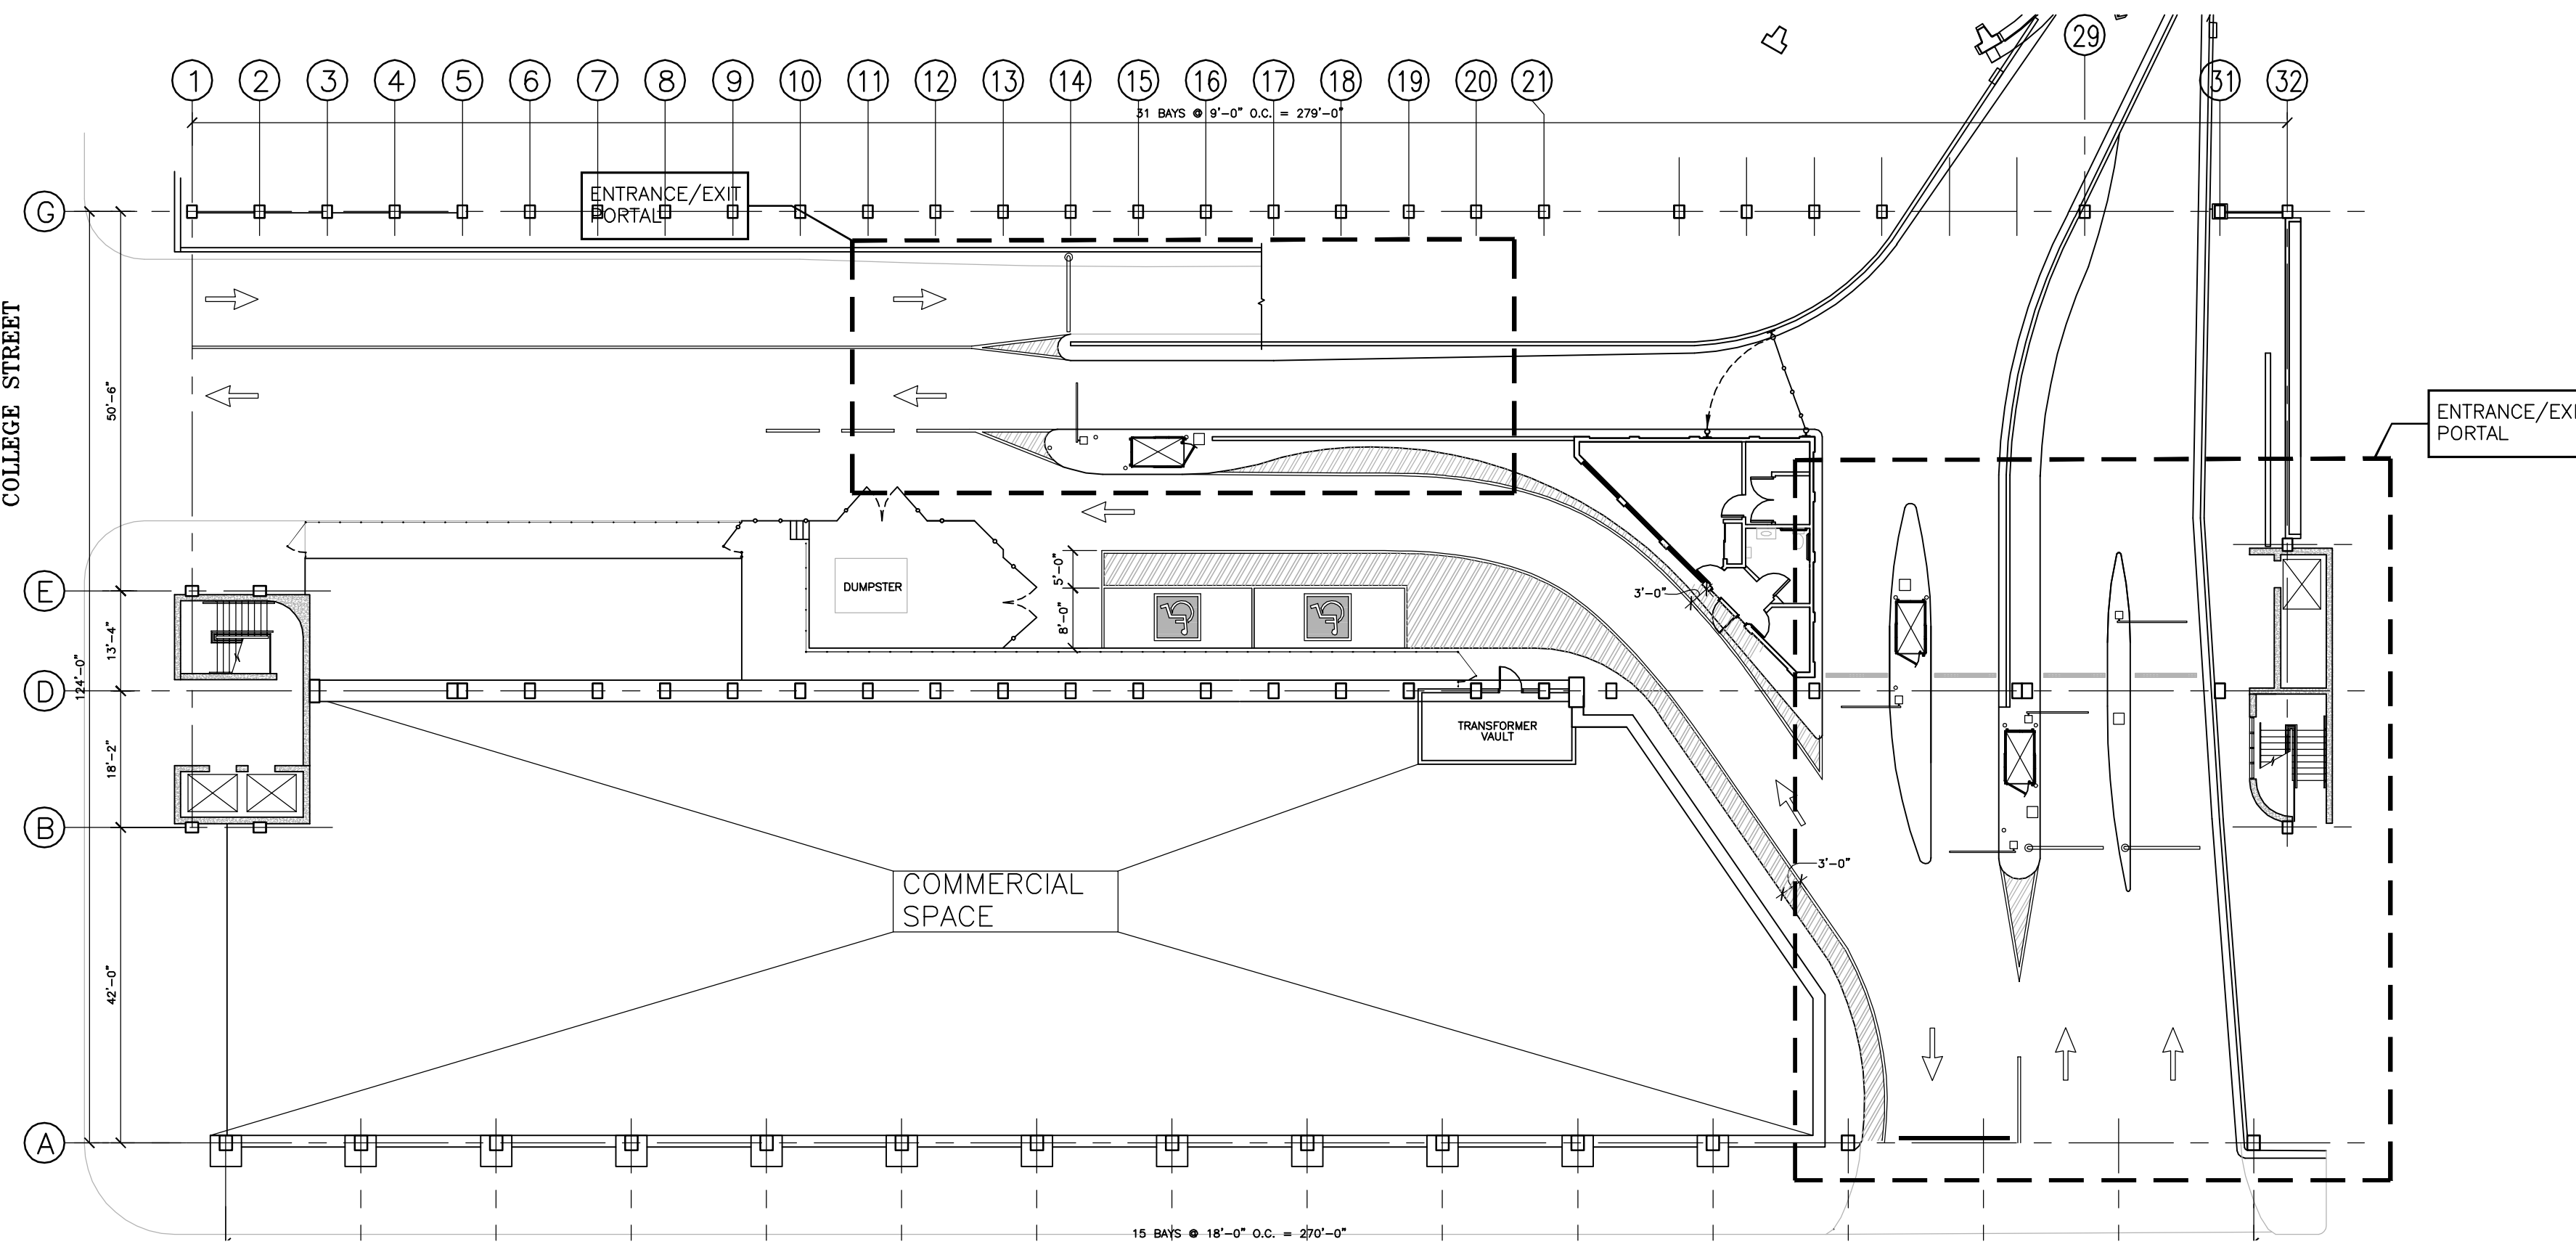 29
1 2 3 4 5 6 7 8 9 10 11 12 13 14 15 16 17 18 19 20 21 31 32
31 BAYS @ 9'-0" O.C. = 279'-0"
ENTRANCE/EXIT
PORTAL
G
COLLEGE STREET
50'-6"
ENTRANCE/EXI
PORTAL
5'-0"
DUMPSTER
E
3'-0"
8'-0"
13'-4"
124'-0"
D
TRANSFORMER
VAULT
18'-2"
B
3'-0"
COMMERCIAL
SPACE
42'-0"
A
15 BAYS @ 18'-0" O.C. = 270'-0"